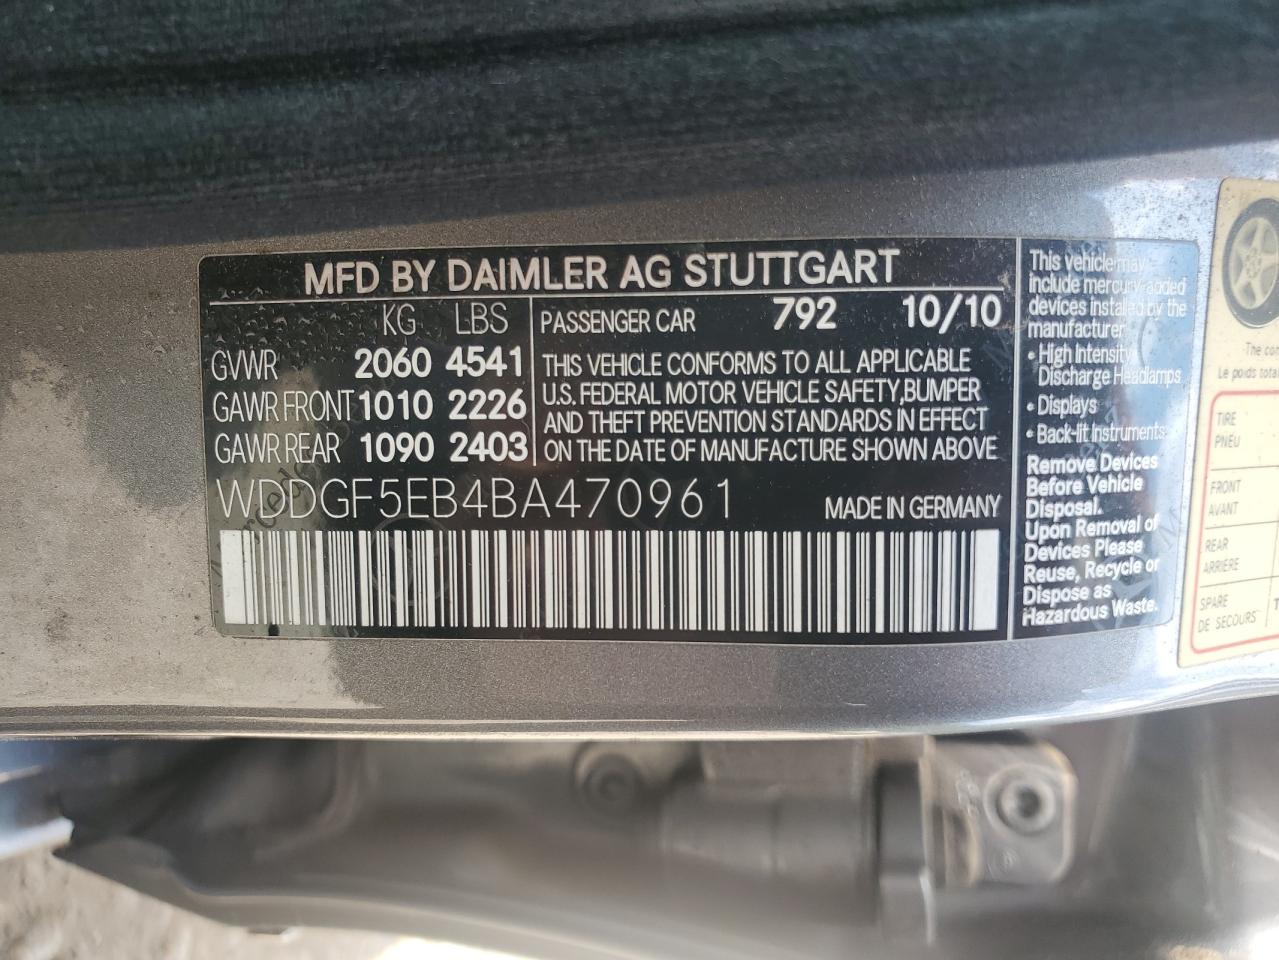 MFD BY DAIMLER AG STUTTGART
KG LBS
GVWR 2060 4541
GAWR FRONT 1010 2226
GAWR REAR 1090 2403
PASSENGER CAR 792 10/10
THIS VEHICLE CONFORMS TO ALL APPLICABLE
U.S. FEDERAL MOTOR VEHICLE SAFETY,BUMPER
AND THEFT PREVENTION STANDARDS IN EFFECT
ON THE DATE OF MANUFACTURE SHOWN ABOVE
WDDGF5EB4BA470961
MADE IN GERMANY
This vehicle may
include mercury-added
devices installed by the
manufacturer
• High Intensity
Discharge Headlamps
• Displays
• Back-lit Instruments
Remove Devices
Before Vehicle
Disposal.
Upon Removal of
Devices Please
Reuse, Recycle or
Dispose as
Hazardous Waste.
The
Le poids
TIRE
PNEU
FRONT
AVANT
REAR
ARRIÈRE
SPARE
DE SECOURS